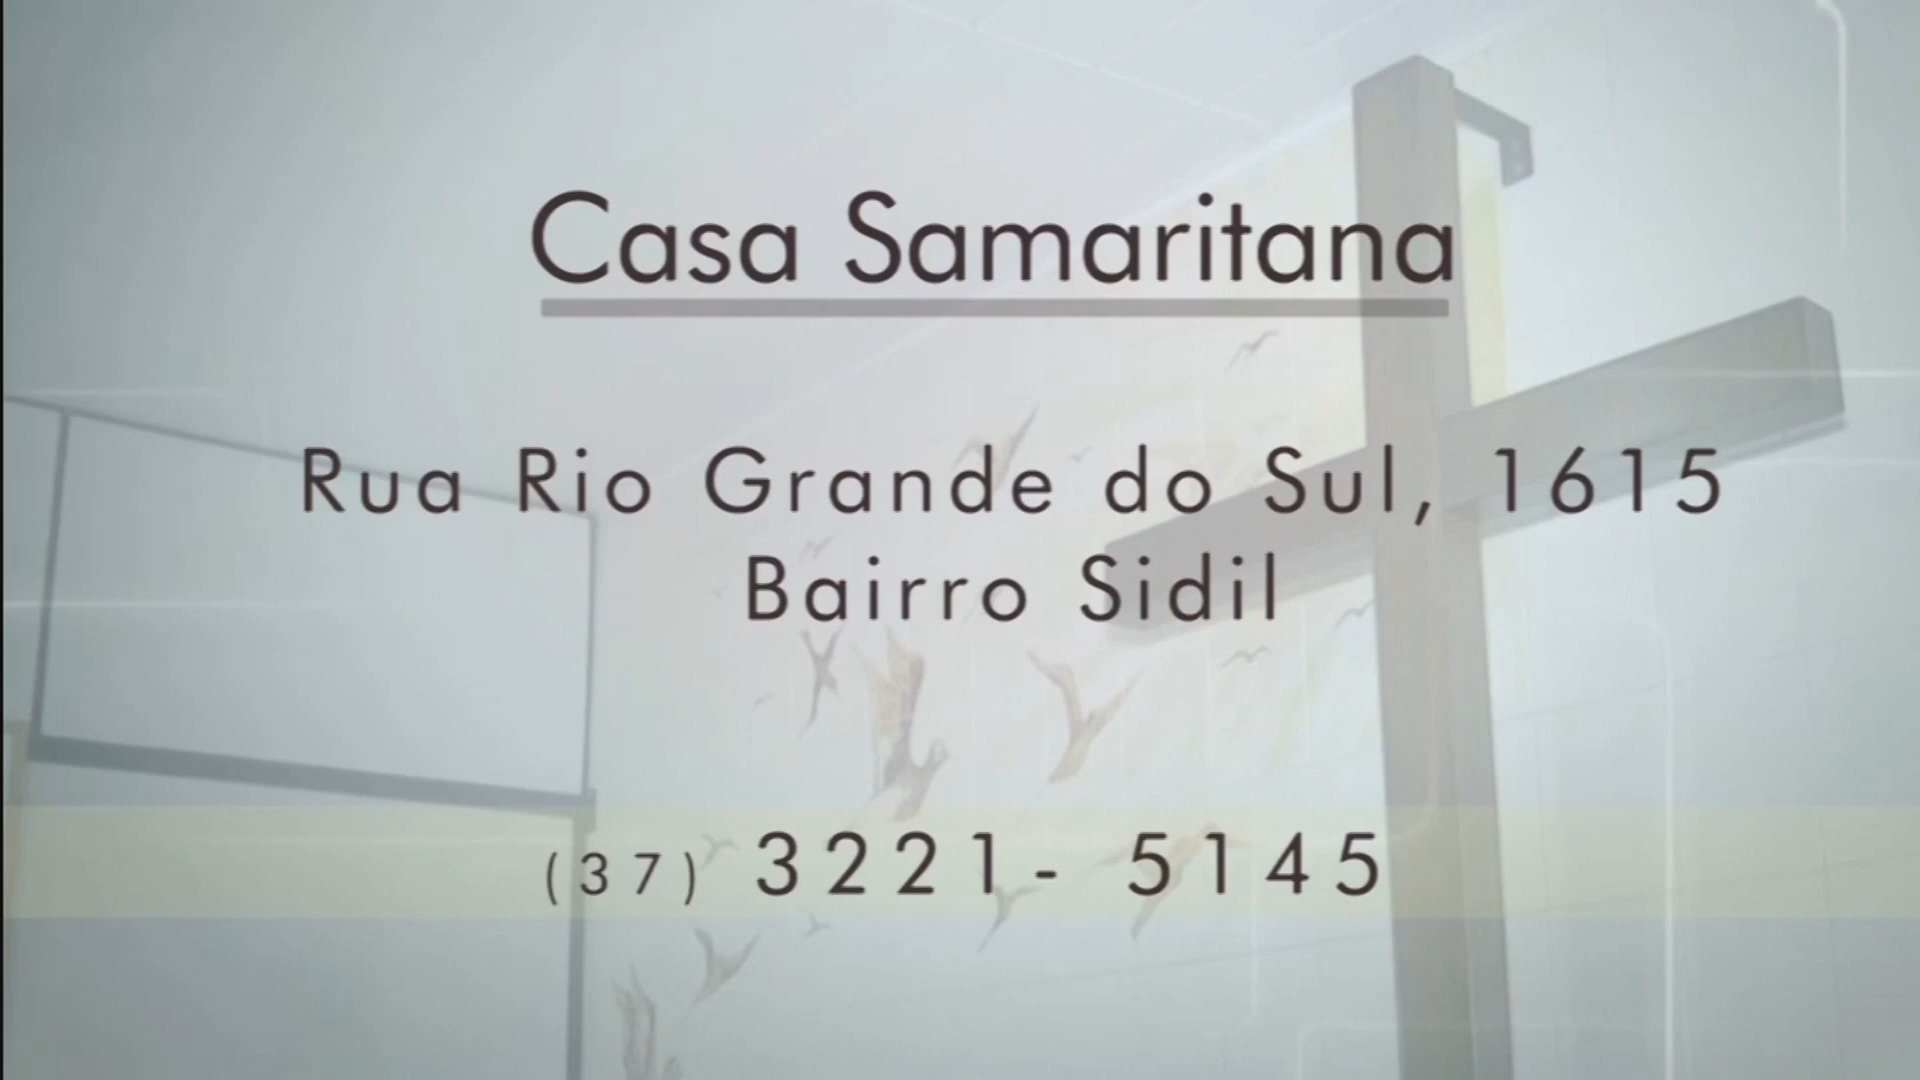 Casa Samaritana
Rua Rio Grande do Sul, 1615
Bairro Sidil
(37) 3221- 5145